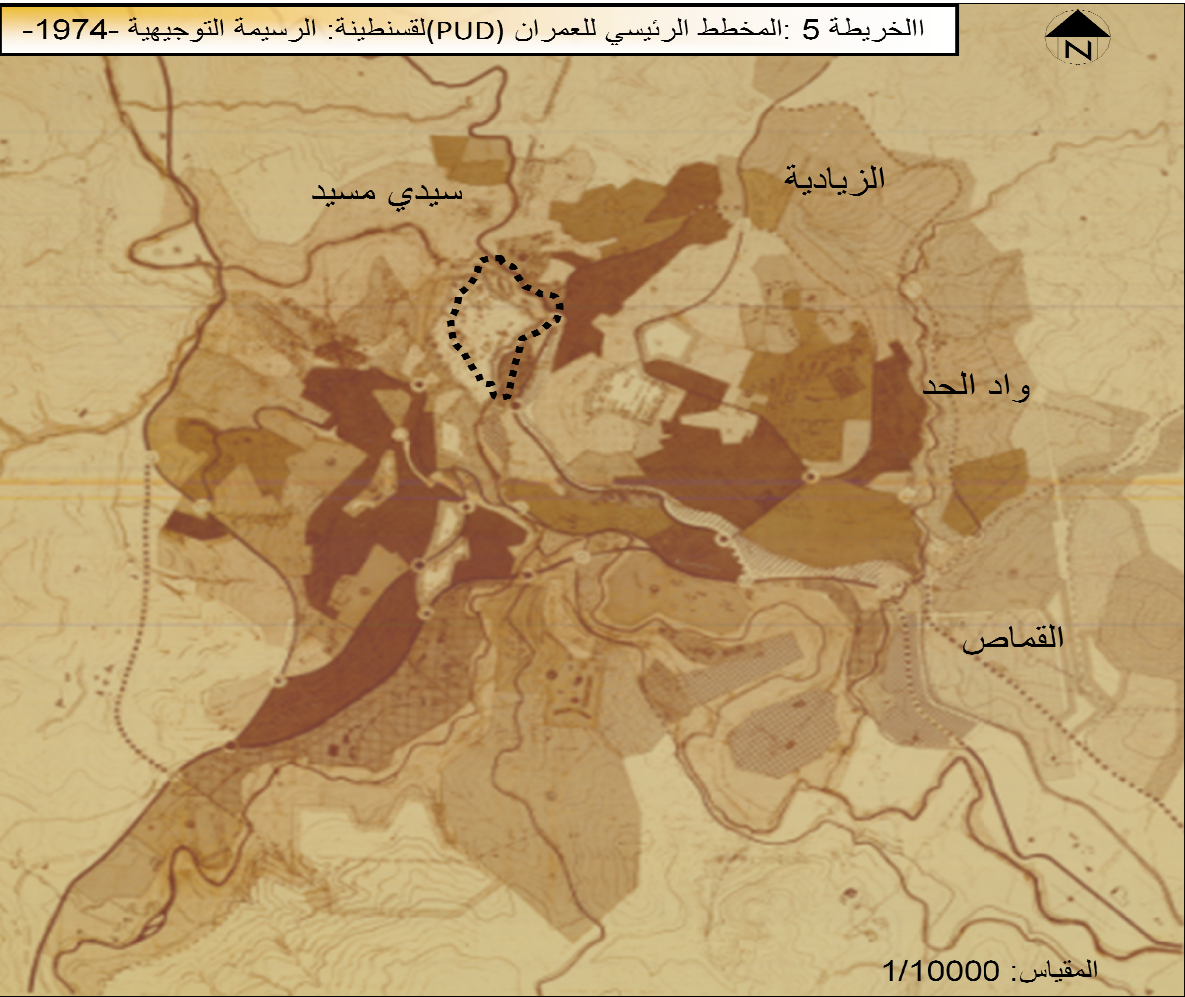 االخريطة 5 :المخطط الرئيسي للعمران (PUD)لقسنطينة: الرسيمة التوجيهية -1974-
N
الزيادية
سيدي مسيد
واد الحد
القماص
المقياس: 1/10000